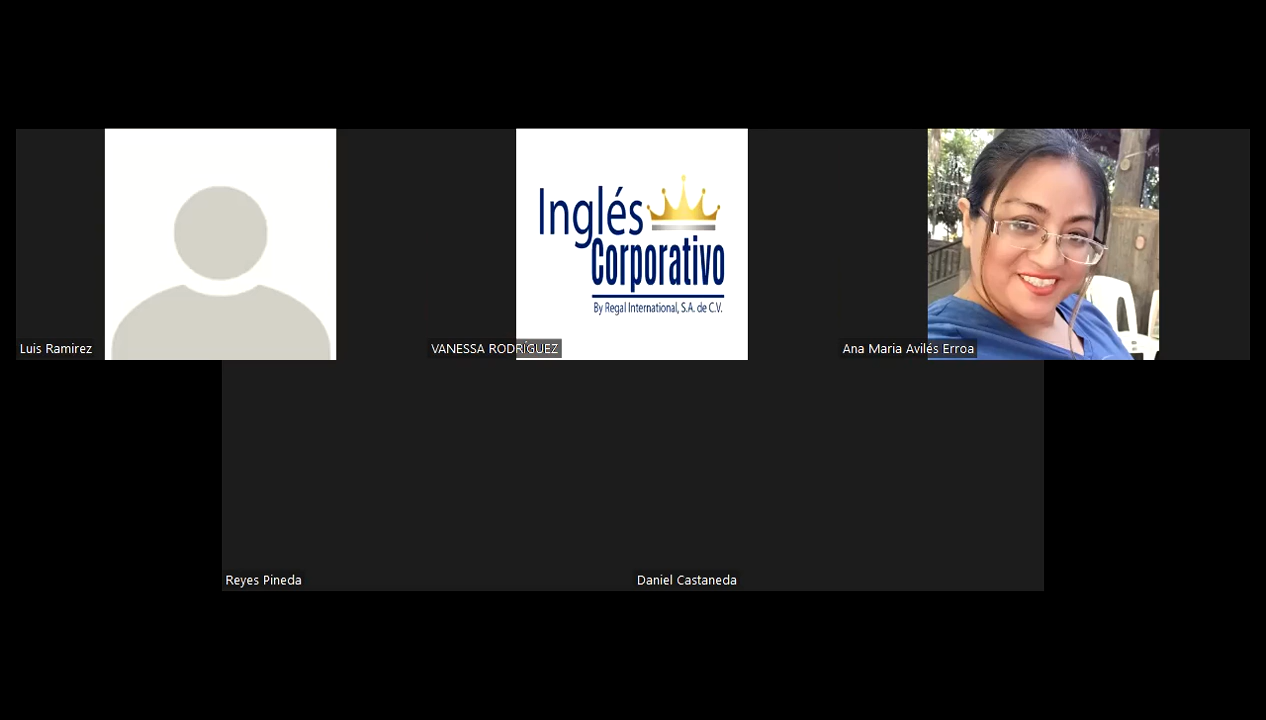 Inglés
Corporativo
By Regal International, S.A. de C.V.
Luis Ramirez
VANESSA RODRÍGUEZ
Ana Maria Avilés Erroa
Reyes Pineda
Daniel Castaneda